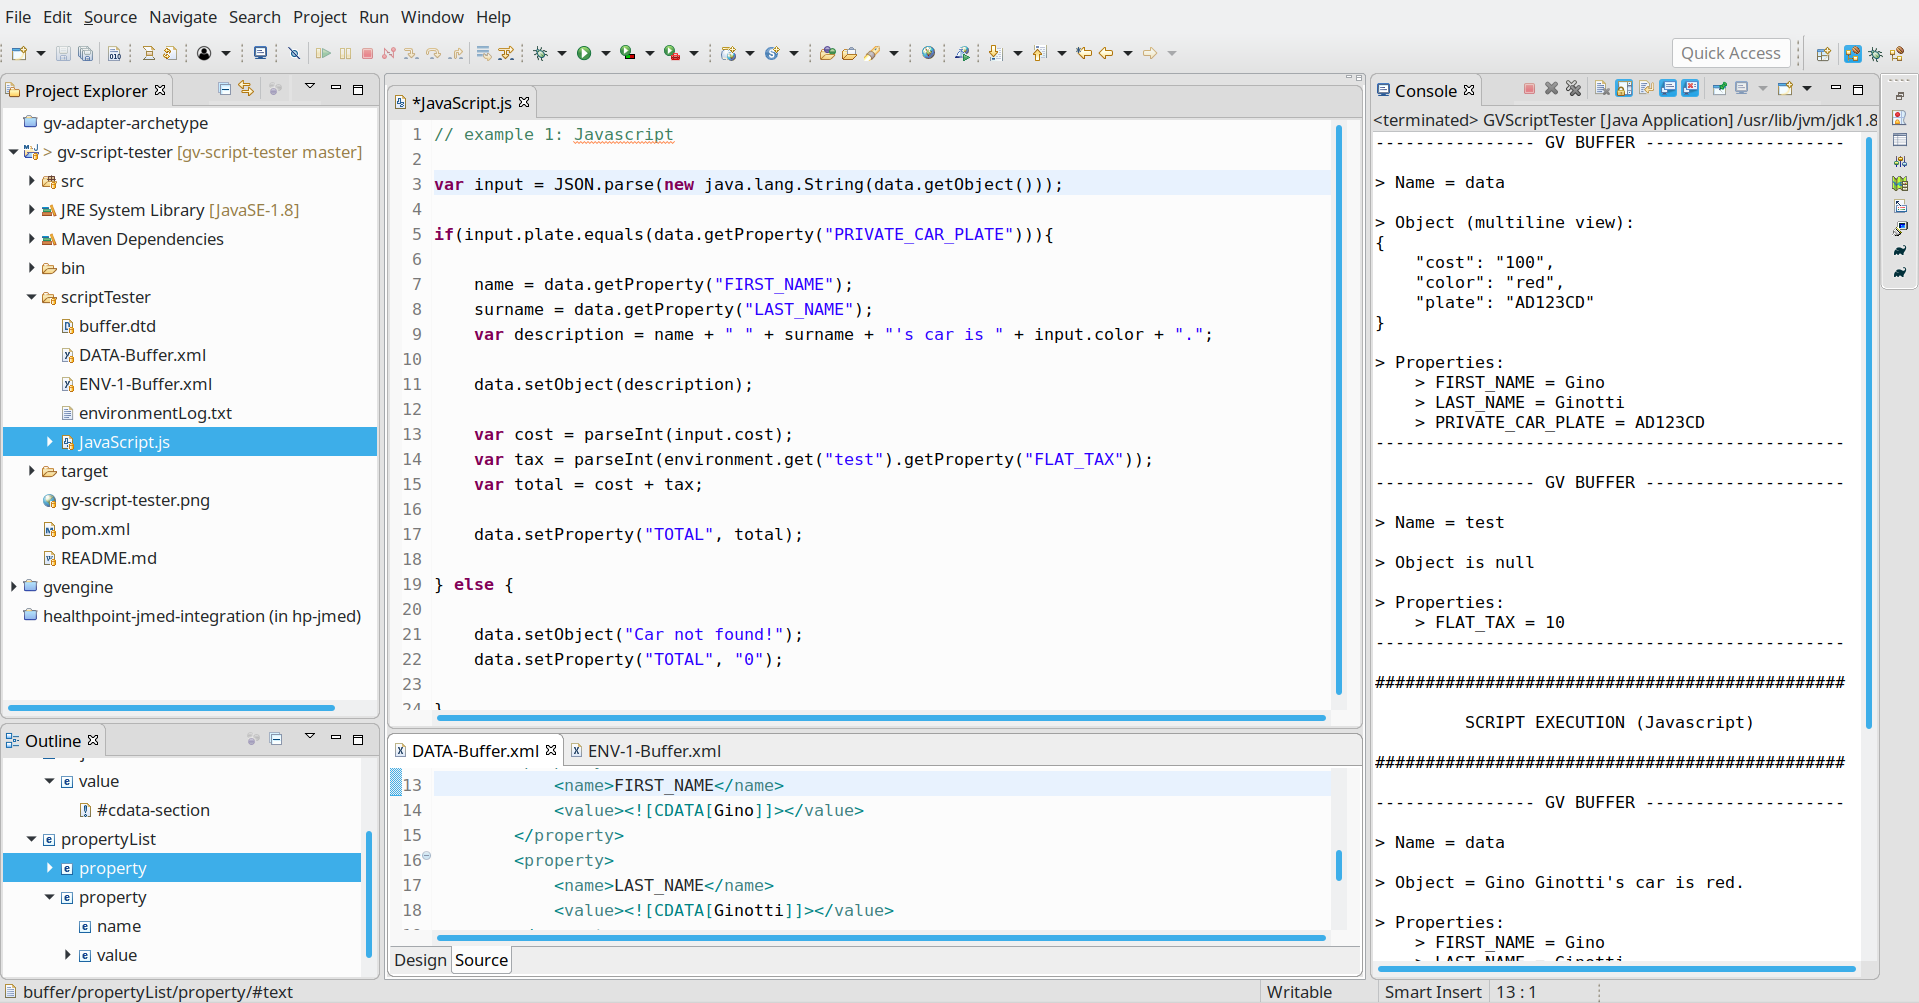 File Edit Source Navigate Search Project Run Window Help
Quick Access
Project Explorer
gv-adapter-archetype
> gv-script-tester [gv-script-tester master]
src
JRE System Library [JavaSE-1.8]
Maven Dependencies
bin
scriptTester
buffer.dtd
DATA-Buffer.xml
ENV-1-Buffer.xml
environmentLog.txt
JavaScript.js
target
gv-script-tester.png
pom.xml
README.md
gvengine
healthpoint-jmed-integration (in hp-jmed)
Outline
value
#cdata-section
propertyList
property
property
name
value
*JavaScript.js
1 // example 1: Javascript
2
3 var input = JSON.parse(new java.lang.String(data.getObject()));
4
5 if(input.plate.equals(data.getProperty("PRIVATE_CAR_PLATE"))){
6
7 name = data.getProperty("FIRST_NAME");
8 surname = data.getProperty("LAST_NAME");
9 var description = name + " " + surname + "'s car is " + input.color + ".";
10
11 data.setObject(description);
12
13 var cost = parseInt(input.cost);
14 var tax = parseInt(environment.get("test").getProperty("FLAT_TAX"));
15 var total = cost + tax;
16
17 data.setProperty("TOTAL", total);
18
19 } else {
20
21 data.setObject("Car not found!");
22 data.setProperty("TOTAL", "0");
23
24 }
DATA-Buffer.xml ENV-1-Buffer.xml
13 <name>FIRST_NAME</name>
14 <value><![CDATA[Gino]]></value>
15 </property>
16 <property>
17 <name>LAST_NAME</name>
18 <value><![CDATA[Ginotti]]></value>
Design Source
Console
<terminated> GVScriptTester [Java Application] /usr/lib/jvm/jdk1.8
---------------- GV BUFFER --------------------
> Name = data
> Object (multiline view):
{
"cost": "100",
"color": "red",
"plate": "AD123CD"
}
> Properties:
> FIRST_NAME = Gino
> LAST_NAME = Ginotti
> PRIVATE_CAR_PLATE = AD123CD
-----------------------------------------------
---------------- GV BUFFER --------------------
> Name = test
> Object is null
> Properties:
> FLAT_TAX = 10
-----------------------------------------------
###############################################
SCRIPT EXECUTION (Javascript)
###############################################
---------------- GV BUFFER --------------------
> Name = data
> Object = Gino Ginotti's car is red.
> Properties:
> FIRST_NAME = Gino
> LAST_NAME = Ginotti
buffer/propertyList/property/#text
Writable
Smart Insert
13 : 1